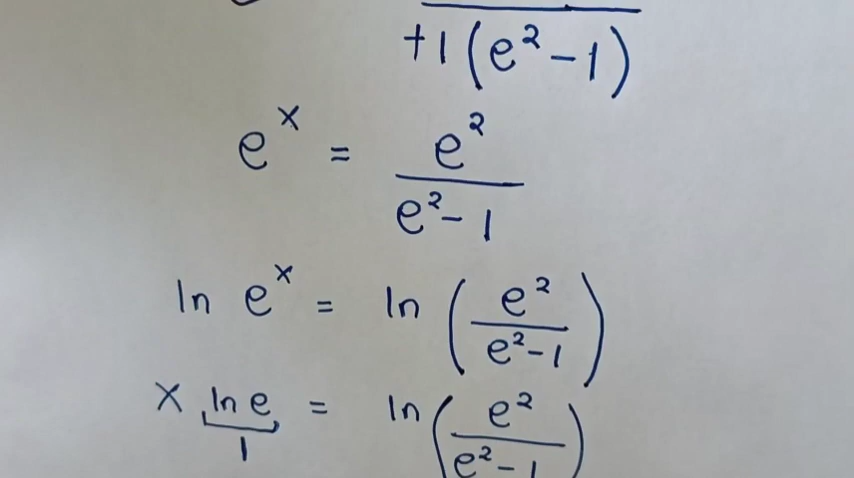 +1(e²-1)
eˣ = e²/(e²-1)
ln eˣ = ln (e²/(e²-1))
x ln e = ln (e²/(e²-1))
1